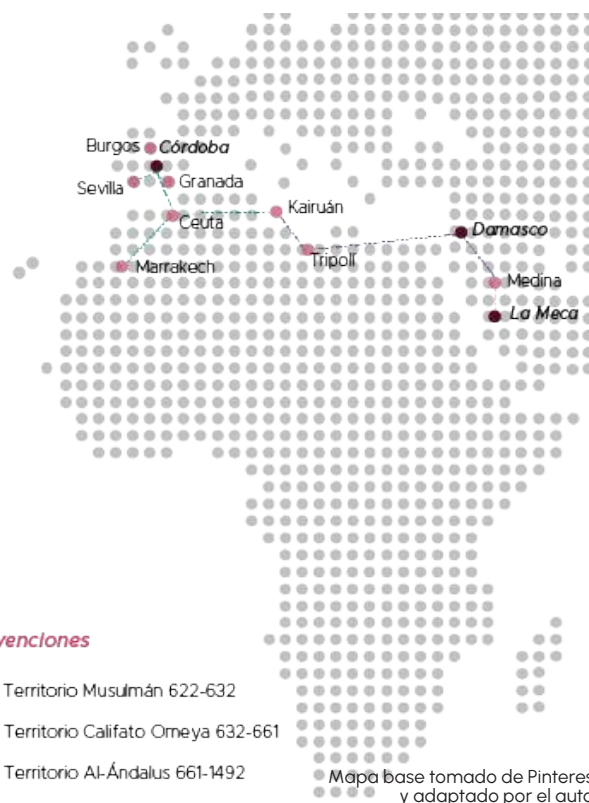 Burgos
Córdoba
Sevilla
Granada
Ceuta
Kairuán
Damasco
Trípoli
Marrakech
Medina
La Meca
venciones
Territorio Musulmán 622-632
Territorio Califato Omeya 632-661
Territorio Al-Ándalus 661-1492
Mapa base tomado de Pinteres
y adaptado por el auto